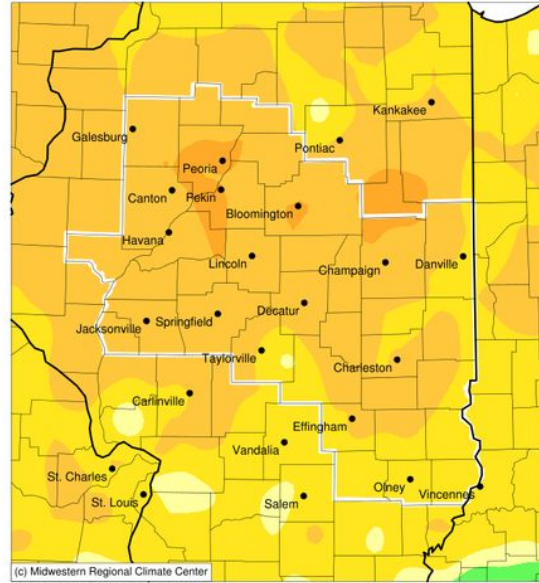 Kankakee
Galesburg
Pontiac
Peoria
Canton
Pekin
Bloomington
Havana
Lincoln
Champaign
Danville
Decatur
Jacksonville
Springfield
Taylorville
Charleston
Carlinville
Effingham
Vandalia
St. Charles
St. Louis
Salem
Olney
Vincennes
(c) Midwestern Regional Climate Center